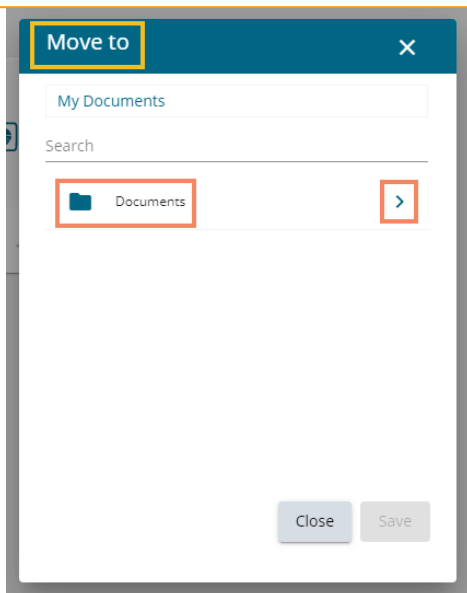 Move to
My Documents
Search
Documents
Close Save